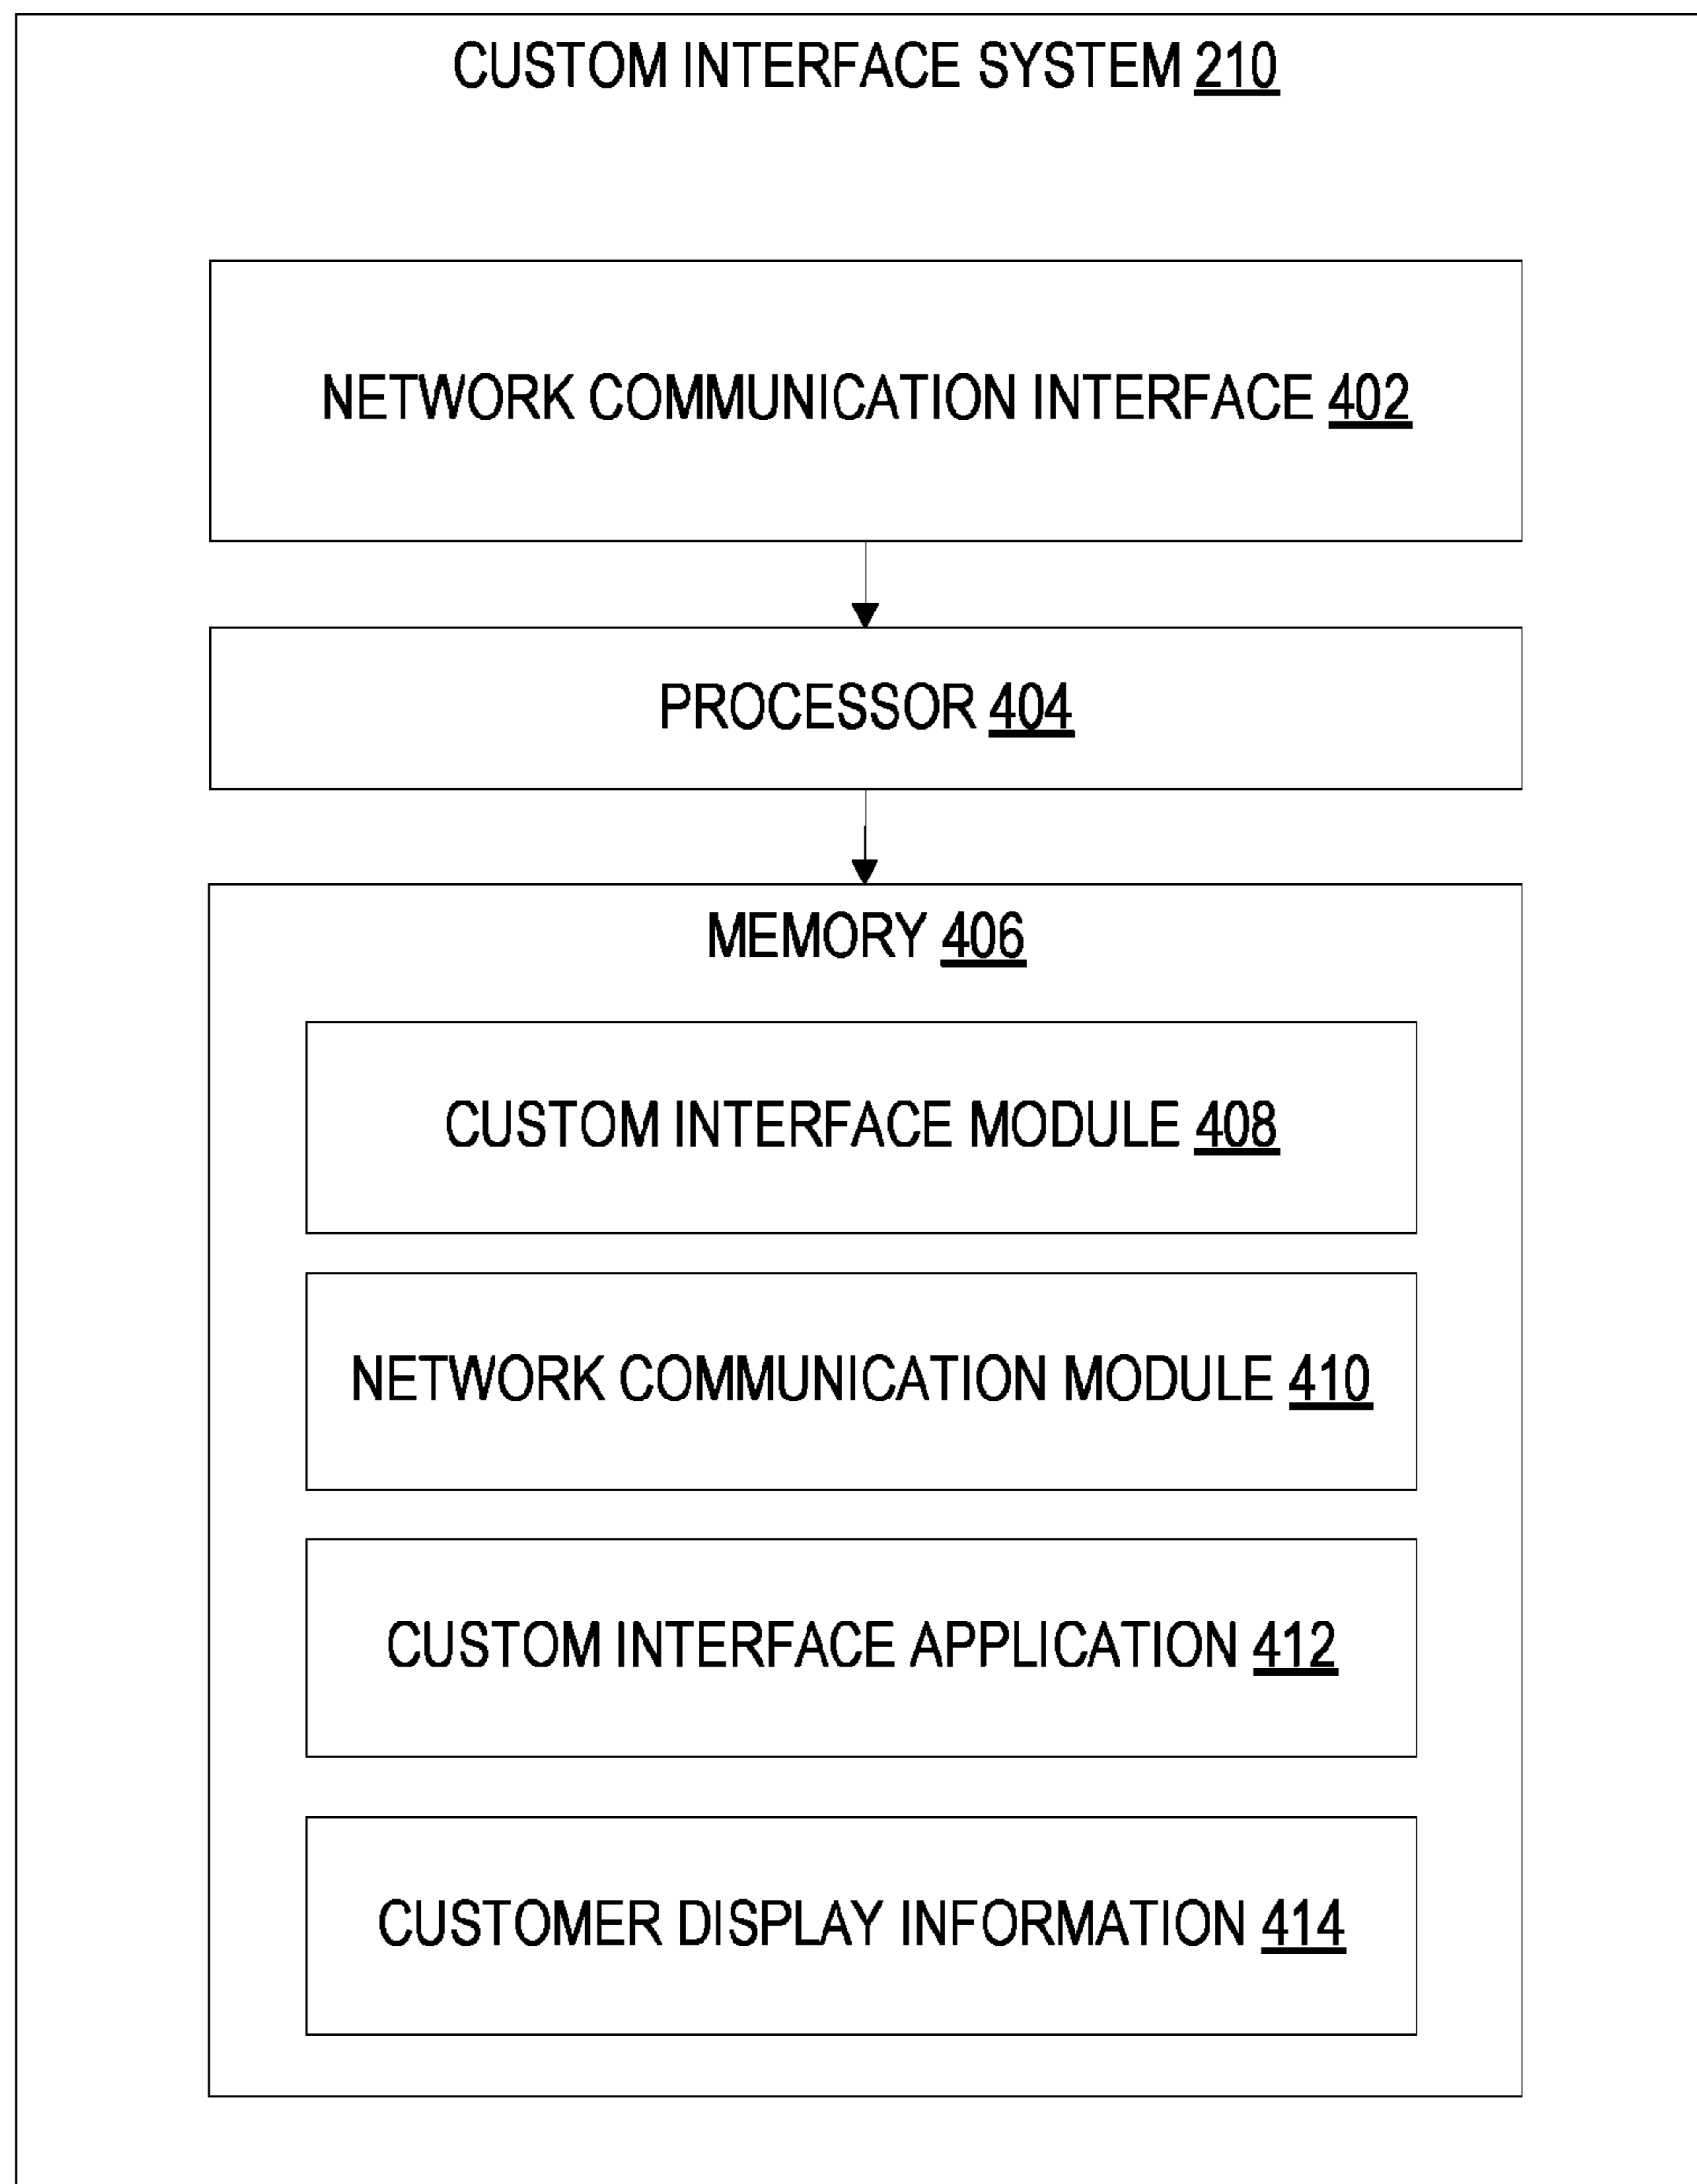 CUSTOM INTERFACE SYSTEM 210
NETWORK COMMUNICATION INTERFACE 402
PROCESSOR 404
MEMORY 406
CUSTOM INTERFACE MODULE 408
NETWORK COMMUNICATION MODULE 410
CUSTOM INTERFACE APPLICATION 412
CUSTOMER DISPLAY INFORMATION 414